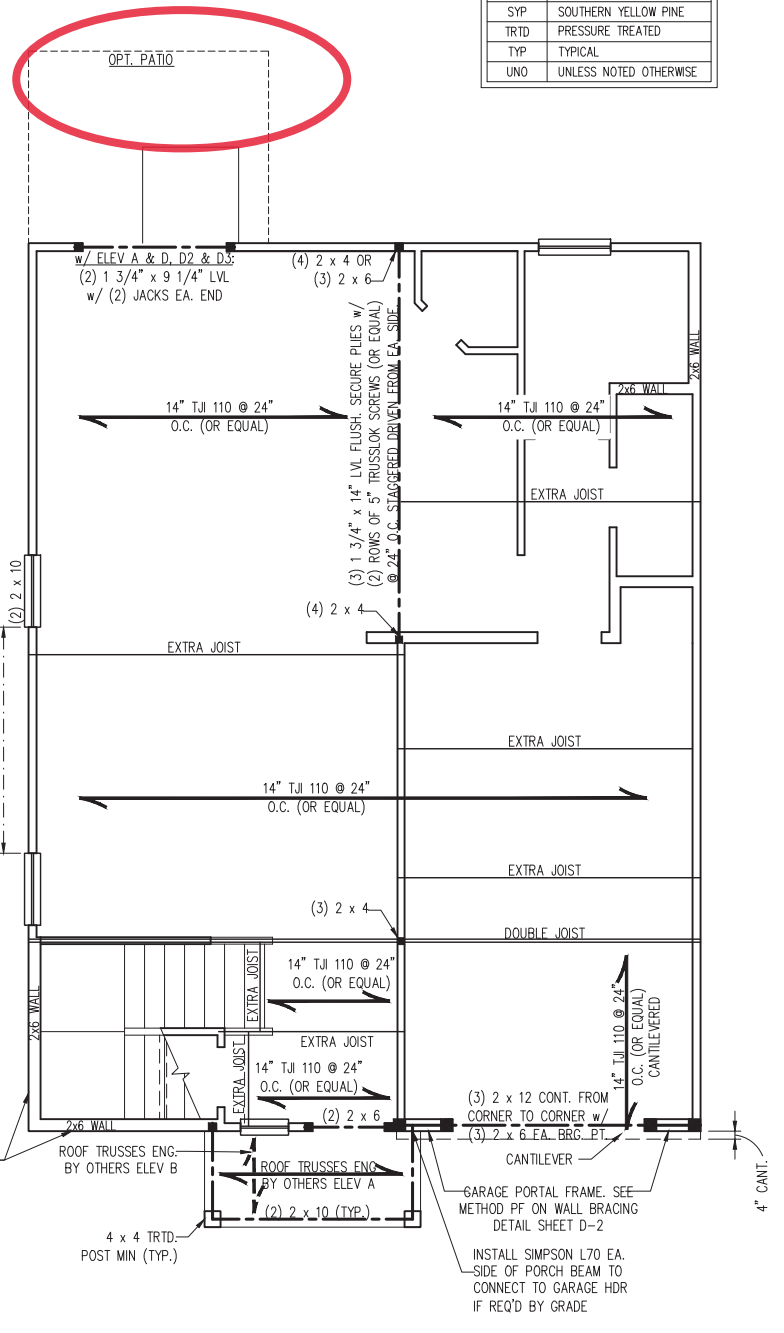 SYP SOUTHERN YELLOW PINE
TRTD PRESSURE TREATED
TYP TYPICAL
UNO UNLESS NOTED OTHERWISE
OPT. PATIO
w/ ELEV A & D, D2 & D3:
(2) 1 3/4" x 9 1/4" LVL
w/ (2) JACKS EA. END
(4) 2 x 4 OR
(3) 2 x 6
(3) 1 3/4" x 14" LVL FLUSH. SECURE PLIES w/
(2) ROWS OF 5" TRUSSLOK SCREWS (OR EQUAL)
@ 24" O.C. STAGGERED DRIVEN FROM EA. SIDE.
2x6 WALL
2x6 WALL
14" TJI 110 @ 24"
O.C. (OR EQUAL)
14" TJI 110 @ 24"
O.C. (OR EQUAL)
EXTRA JOIST
(2) 2 x 10
(4) 2 x 4
EXTRA JOIST
EXTRA JOIST
14" TJI 110 @ 24"
O.C. (OR EQUAL)
EXTRA JOIST
(3) 2 x 4
DOUBLE JOIST
14" TJI 110 @ 24"
O.C. (OR EQUAL)
EXTRA JOIST
2x6 WALL
EXTRA JOIST
14" TJI 110 @ 24"
O.C. (OR EQUAL)
CANTILEVERED
EXTRA JOIST
14" TJI 110 @ 24"
O.C. (OR EQUAL)
(2) 2 x 6
2x6 WALL
(3) 2 x 12 CONT. FROM
CORNER TO CORNER w/
(3) 2 x 6 EA. BRG. PT.
CANTILEVER
4" CANT.
ROOF TRUSSES ENG.
BY OTHERS ELEV B
ROOF TRUSSES ENG
BY OTHERS ELEV A
(2) 2 x 10 (TYP.)
GARAGE PORTAL FRAME. SEE
METHOD PF ON WALL BRACING
DETAIL SHEET D-2
4 x 4 TRTD.
POST MIN (TYP.)
INSTALL SIMPSON L70 EA.
SIDE OF PORCH BEAM TO
CONNECT TO GARAGE HDR
IF REQ'D BY GRADE